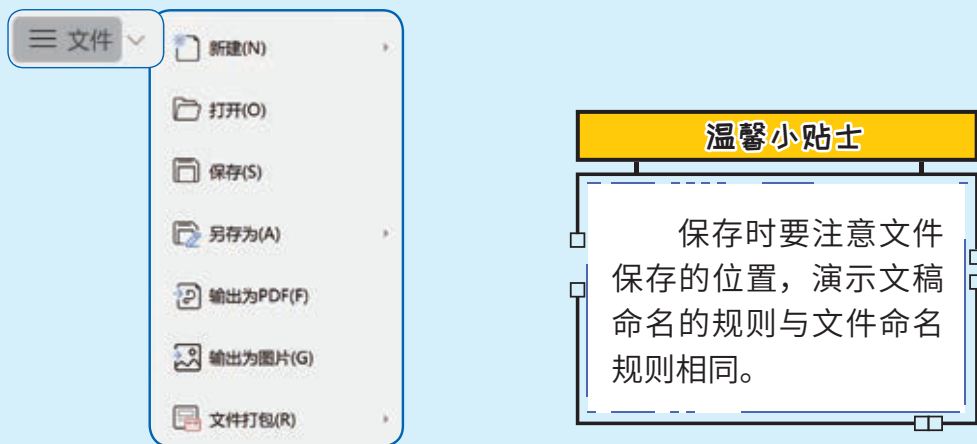 文件
新建(N)
打开(O)
保存(S)
另存为(A)
输出为PDF(F)
输出为图片(G)
文件打包(R)
温馨小贴士
保存时要注意文件
保存的位置，演示文稿
命名的规则与文件命名
规则相同。